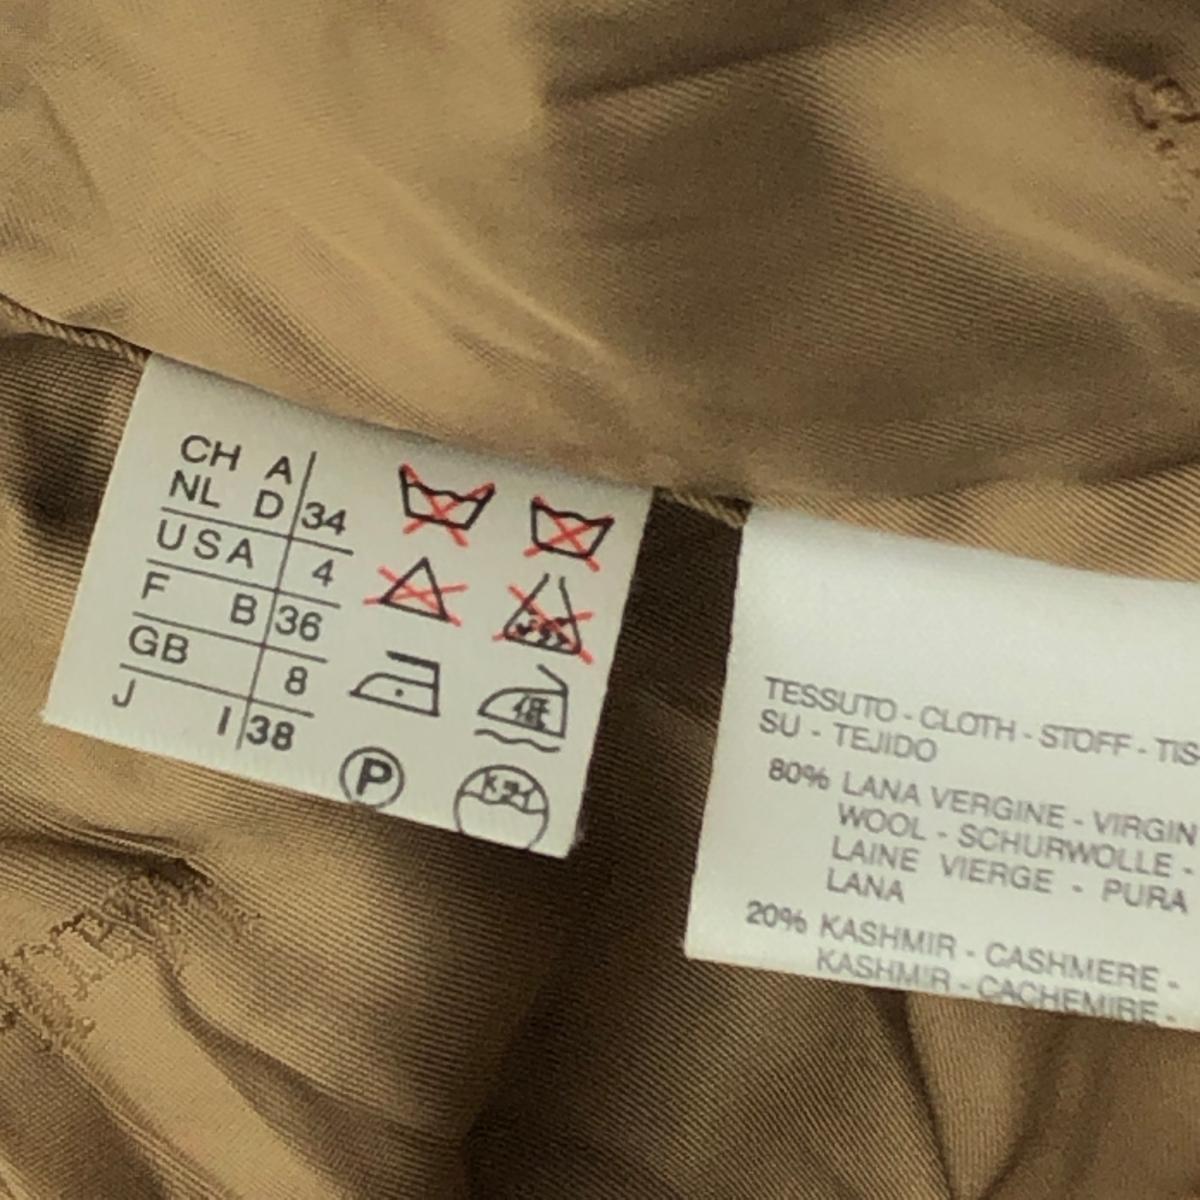 CH A
NL D 34
USA 4
F B 36
GB 8
J I 38
低
P
TESSUTO - CLOTH - STOFF - TIS-
SU - TEJIDO
80% LANA VERGINE - VIRGIN
WOOL - SCHURWOLLE -
LAINE VIERGE - PURA
LANA
20% KASHMIR - CASHMERE -
KASHMIR - CACHEMIRE -